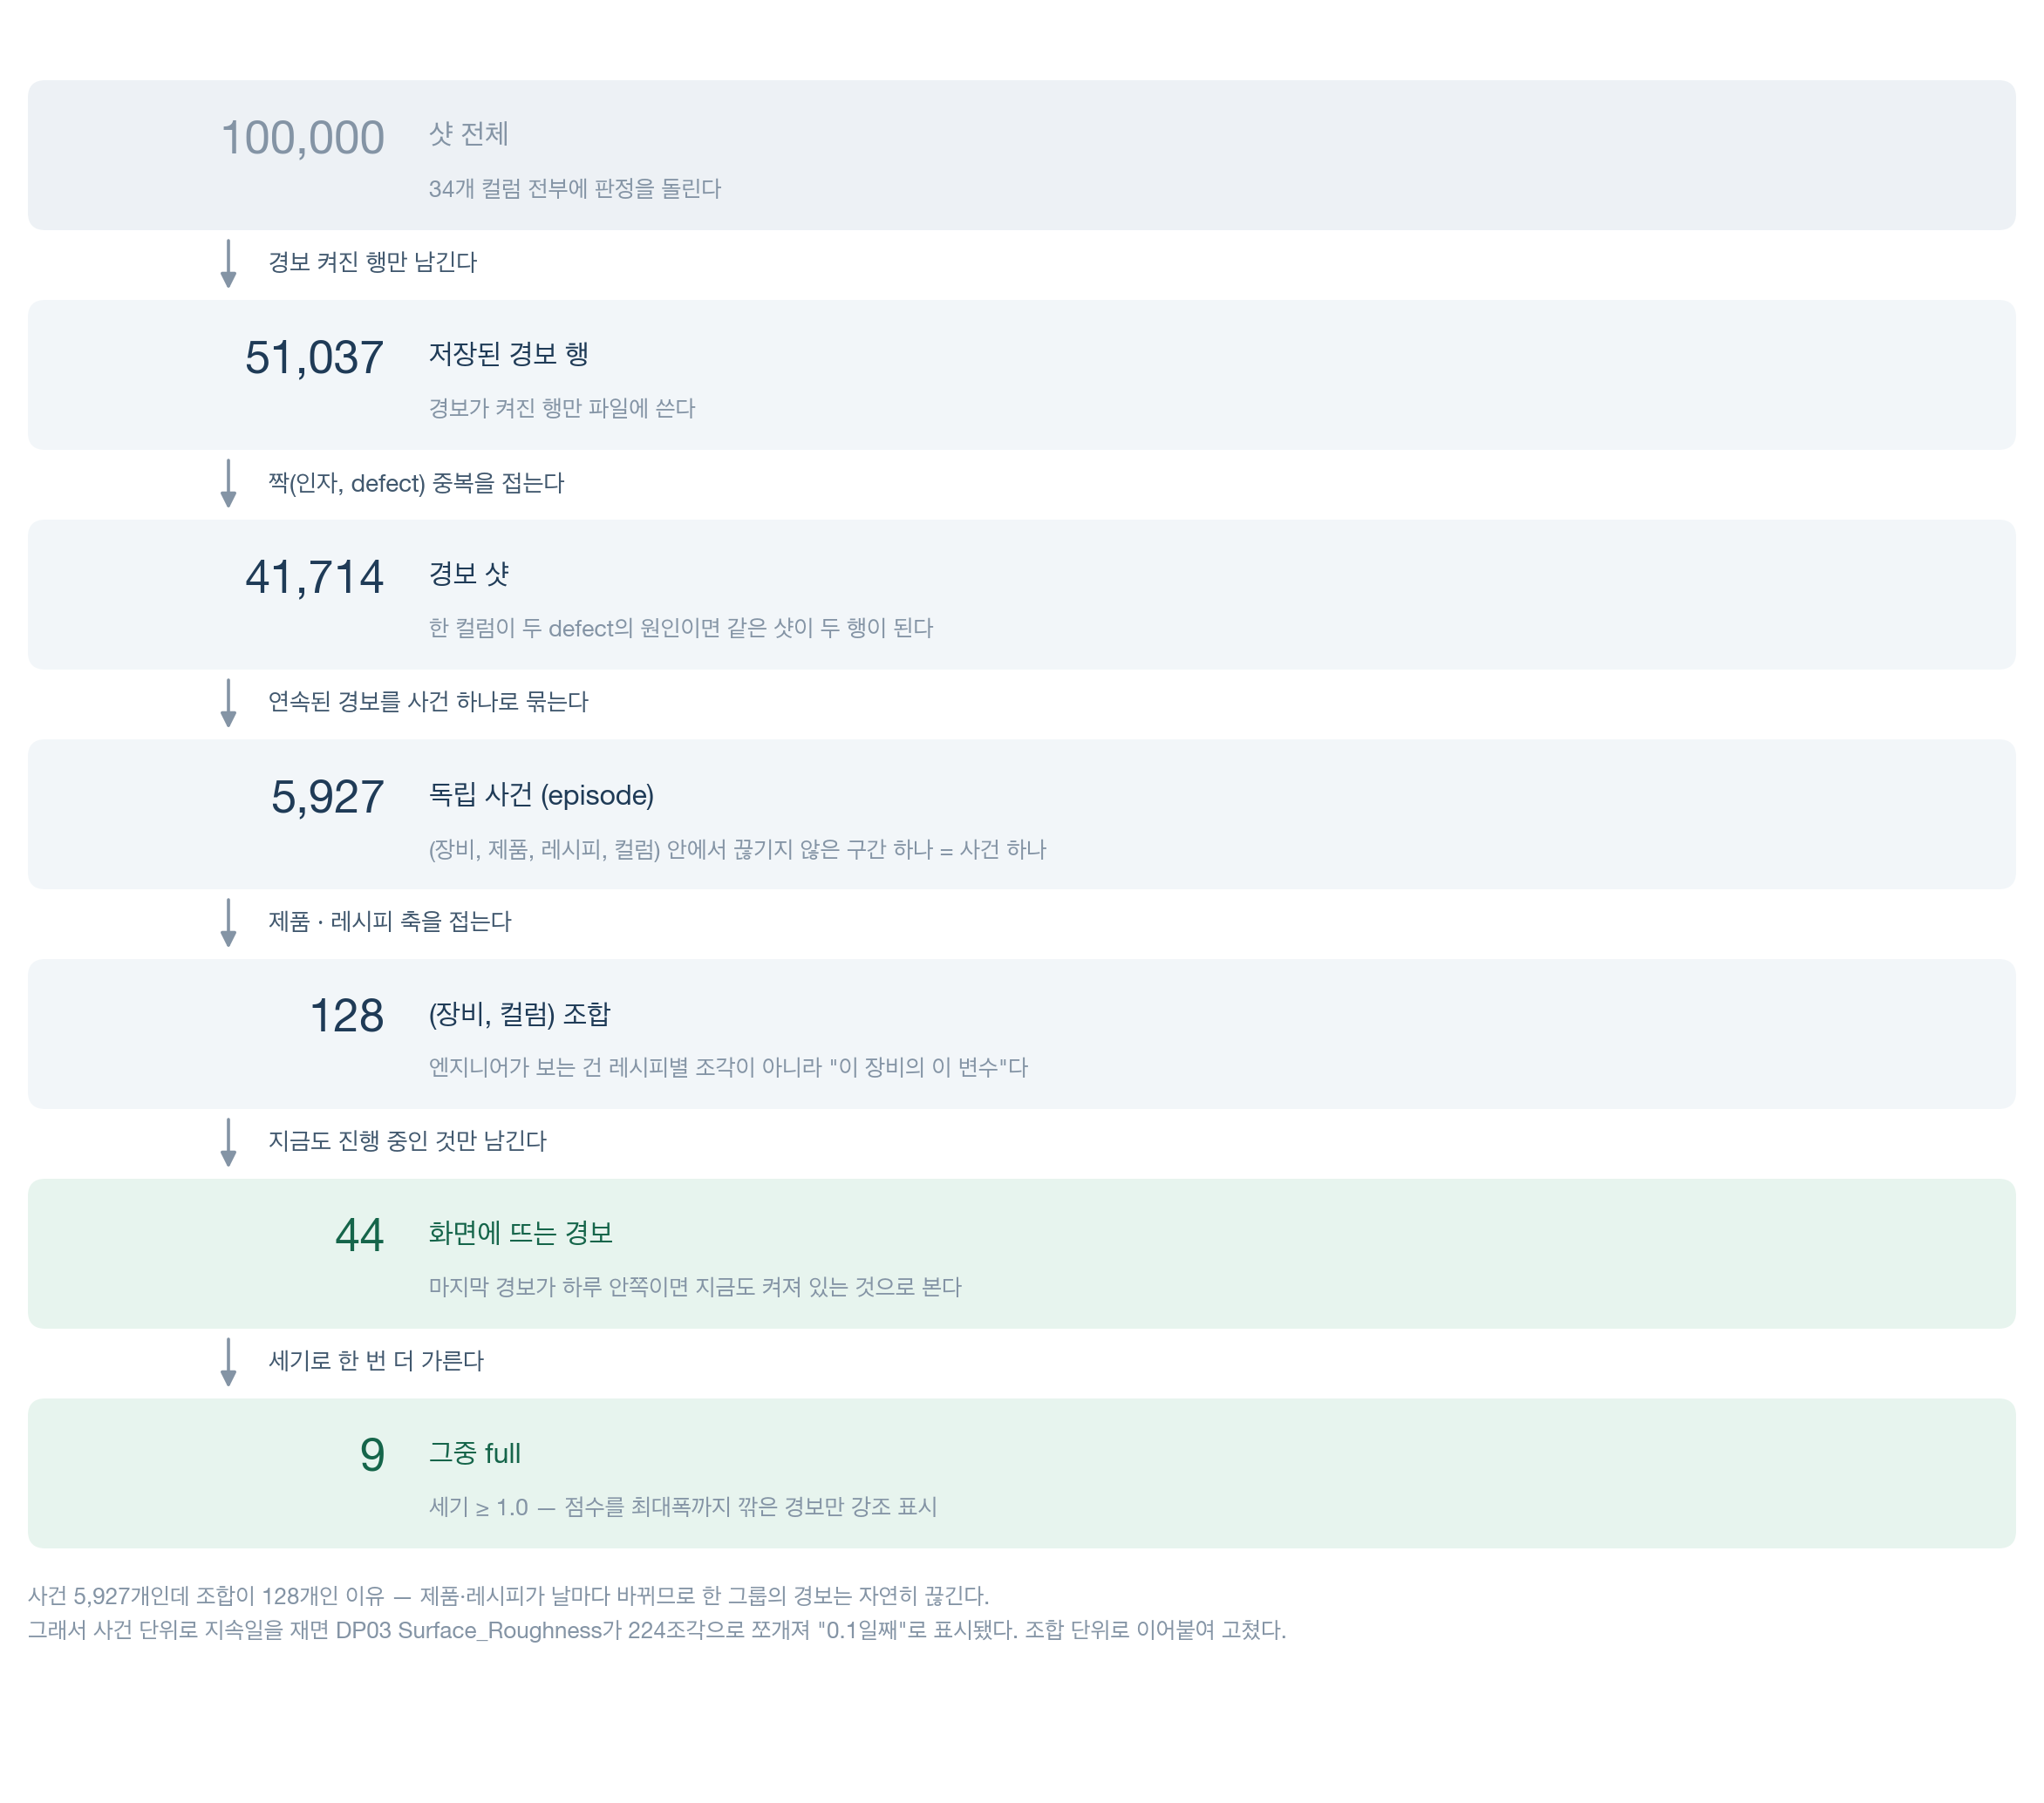 100,000 샷 전체
34개 컬럼 전부에 판정을 돌린다
경보 켜진 행만 남긴다
51,037 저장된 경보 행
경보가 켜진 행만 파일에 쓴다
짝(인자, defect) 중복을 접는다
41,714 경보 샷
한 컬럼이 두 defect의 원인이면 같은 샷이 두 행이 된다
연속된 경보를 사건 하나로 묶는다
5,927 독립 사건 (episode)
(장비, 제품, 레시피, 컬럼) 안에서 끊기지 않은 구간 하나 = 사건 하나
제품 · 레시피 축을 접는다
128 (장비, 컬럼) 조합
엔지니어가 보는 건 레시피별 조각이 아니라 "이 장비의 이 변수"다
지금도 진행 중인 것만 남긴다
44 화면에 뜨는 경보
마지막 경보가 하루 안쪽이면 지금도 켜져 있는 것으로 본다
세기로 한 번 더 가른다
9 그중 full
세기 ≥ 1.0 — 점수를 최대폭까지 깎은 경보만 강조 표시
사건 5,927개인데 조합이 128개인 이유 — 제품·레시피가 날마다 바뀌므로 한 그룹의 경보는 자연히 끊긴다.
그래서 사건 단위로 지속일을 재면 DP03 Surface_Roughness가 224조각으로 쪼개져 "0.1일째"로 표시됐다. 조합 단위로 이어붙여 고쳤다.